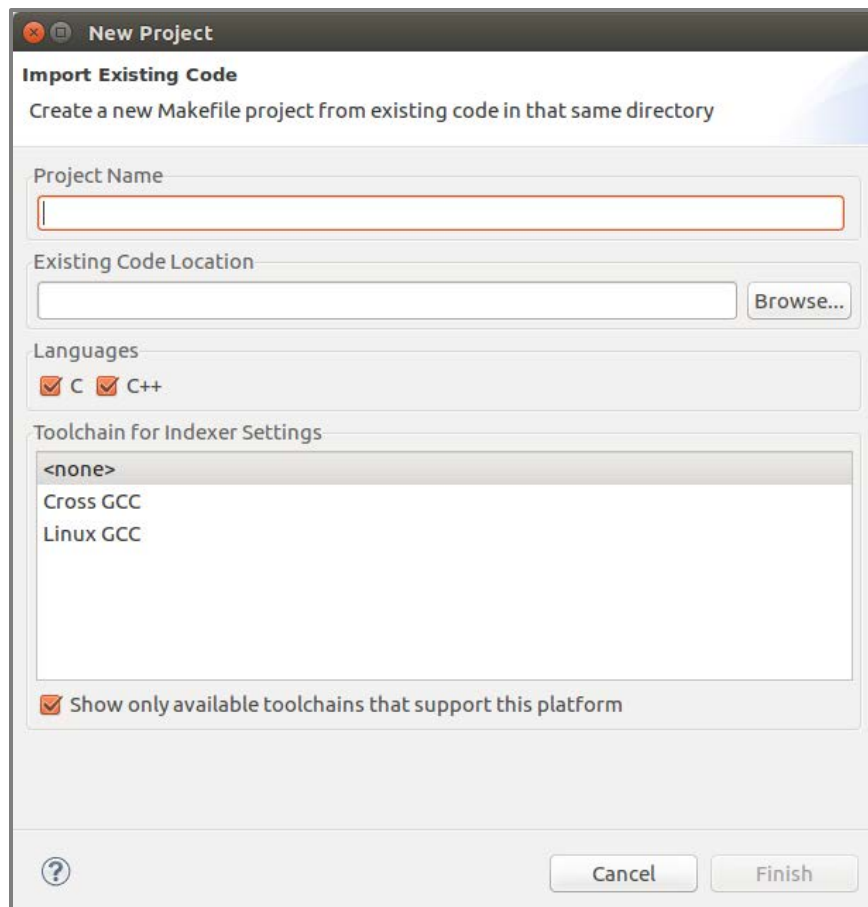 New Project
Import Existing Code
Create a new Makefile project from existing code in that same directory
Project Name
Existing Code Location
Browse...
Languages
C C++
Toolchain for Indexer Settings
<none>
Cross GCC
Linux GCC
Show only available toolchains that support this platform
?
Cancel Finish